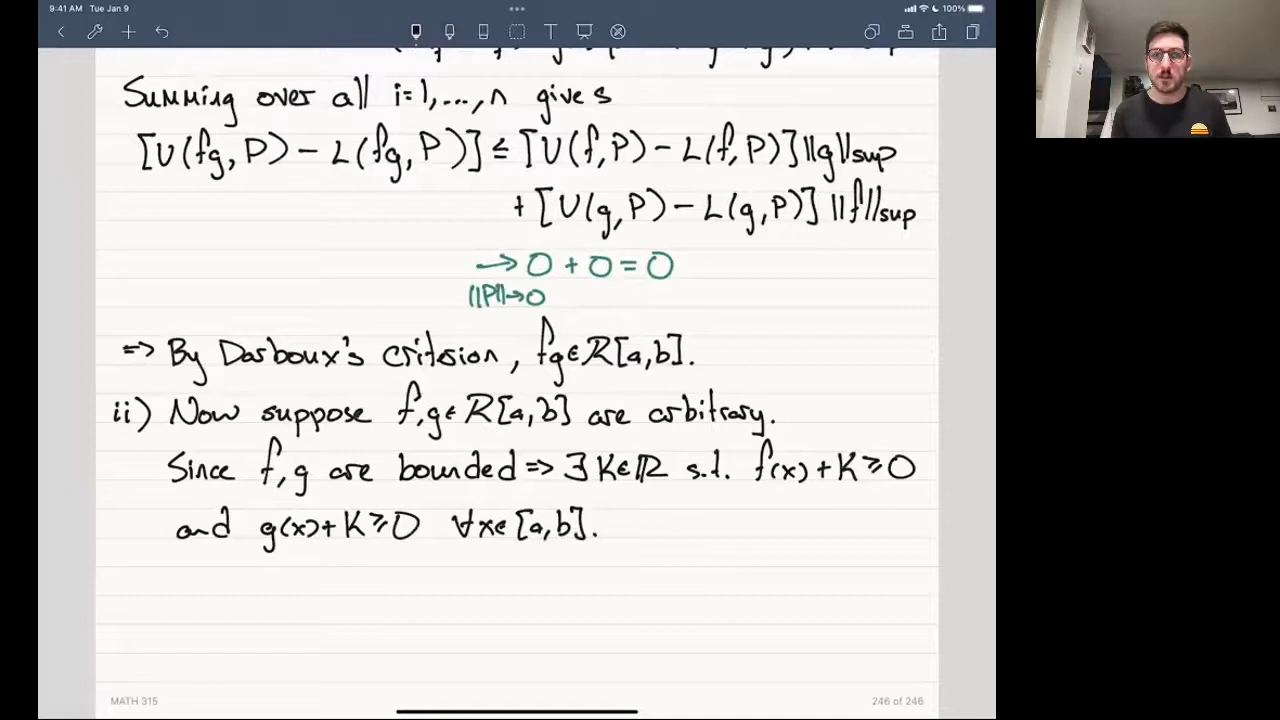 9:41 AM Tue Jan 9
100%
Summing over all i=1,...,n gives
[U(fg,P) - L(fg,P)] ≤ [U(f,P) - L(f,P)] ||g||sup
+ [U(g,P) - L(g,P)] ||f||sup
→ 0 + 0 = 0
||P||→0
=> By Darboux's criterion, fg∈R[a,b].
ii) Now suppose f,g∈R[a,b] are arbitrary.
Since f,g are bounded => ∃K∈ℝ s.t. f(x)+K≥0
and g(x)+K≥0 ∀x∈[a,b].
MATH 315
246 of 246